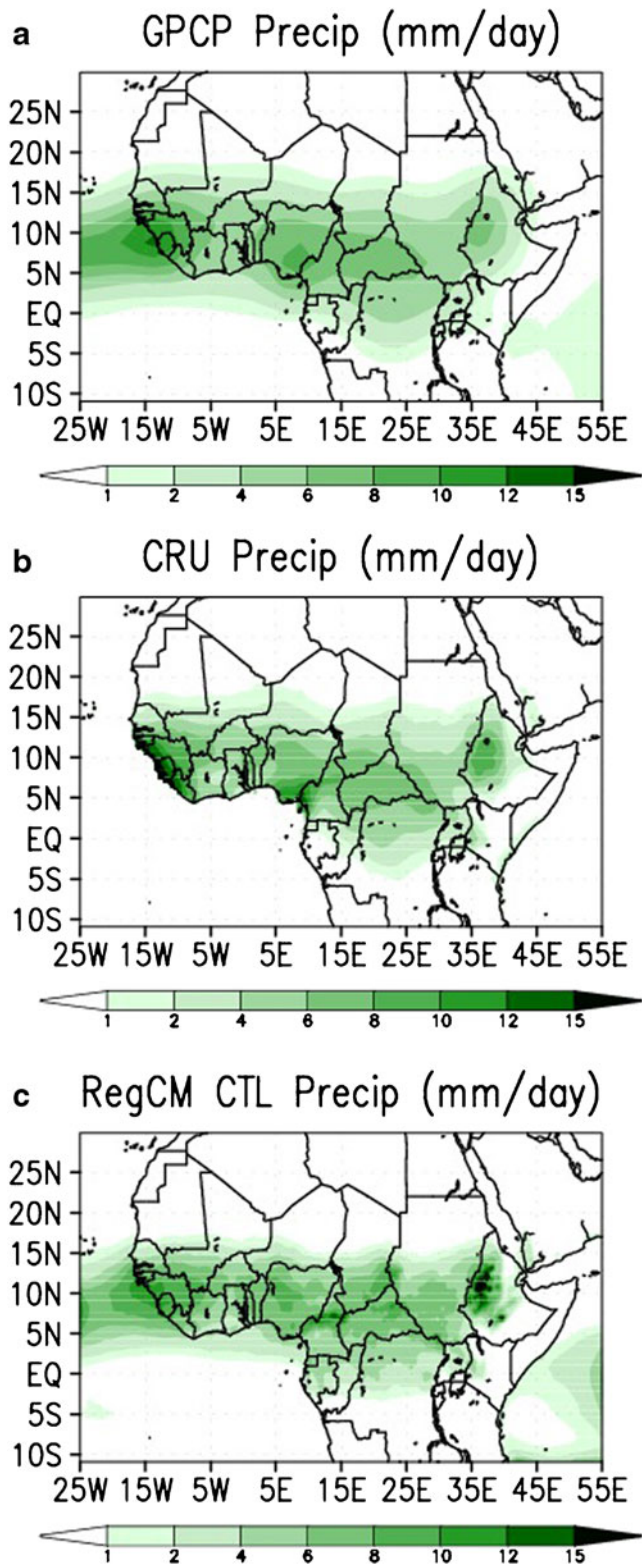 a GPCP Precip (mm/day)
25N
20N
15N
10N
5N
EQ
5S
10S
25W 15W 5W 5E 15E 25E 35E 45E 55E
1 2 4 6 8 10 12 15
b CRU Precip (mm/day)
25N
20N
15N
10N
5N
EQ
5S
10S
25W 15W 5W 5E 15E 25E 35E 45E 55E
1 2 4 6 8 10 12 15
c RegCM CTL Precip (mm/day)
25N
20N
15N
10N
5N
EQ
5S
10S
25W 15W 5W 5E 15E 25E 35E 45E 55E
1 2 4 6 8 10 12 15